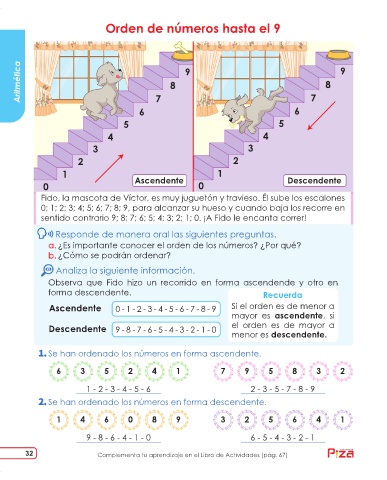 Orden de números hasta el 9
Aritmética
9
8
7
6
5
4
3
2
1
0
Ascendente
9
8
7
6
5
4
3
2
1
0
Descendente
Fido, la mascota de Víctor, es muy juguetón y travieso. Él sube los escalones
0; 1; 2; 3; 4; 5; 6; 7; 8; 9, para alcanzar su hueso y cuando baja los recorre en
sentido contrario 9; 8; 7; 6; 5; 4; 3; 2; 1; 0. ¡A Fido le encanta correr!
Responde de manera oral las siguientes preguntas.
a. ¿Es importante conocer el orden de los números? ¿Por qué?
b. ¿Cómo se podrán ordenar?
Analiza la siguiente información.
Observa que Fido hizo un recorrido en forma ascendende y otro en
forma descendente.
Ascendente 0 - 1 - 2 - 3 - 4 - 5 - 6 - 7 - 8 - 9
Descendente 9 - 8 - 7 - 6 - 5 - 4 - 3 - 2 - 1 - 0
Recuerda
Si el orden es de menor a
mayor es ascendente, si
el orden es de mayor a
menor es descendente.
1. Se han ordenado los números en forma ascendente.
6 3 5 2 4 1 7 9 5 8 3 2
1 - 2 - 3 - 4 - 5 - 6 2 - 3 - 5 - 7 - 8 - 9
2. Se han ordenado los números en forma descendente.
1 4 6 0 8 9 3 2 5 6 4 1
9 - 8 - 6 - 4 - 1 - 0 6 - 5 - 4 - 3 - 2 - 1
32 Complementa tu aprendizaje en el Libro de Actividades (pág. 67)